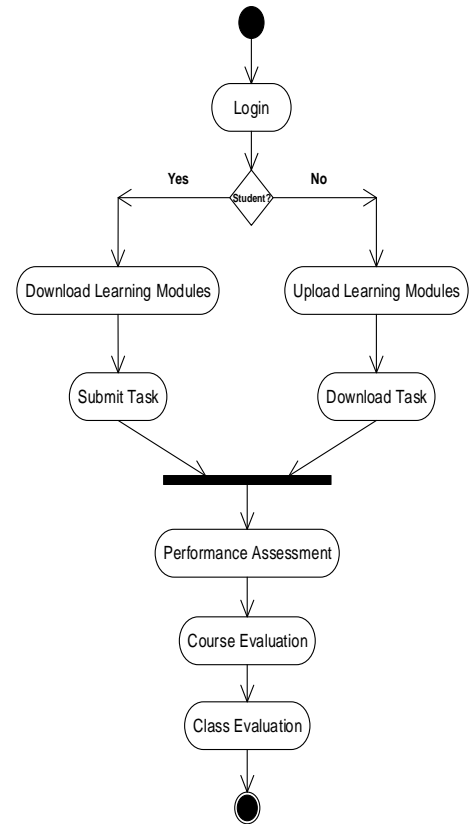 Login
Yes
No
Student?
Download Learning Modules
Upload Learning Modules
Submit Task
Download Task
Performance Assessment
Course Evaluation
Class Evaluation